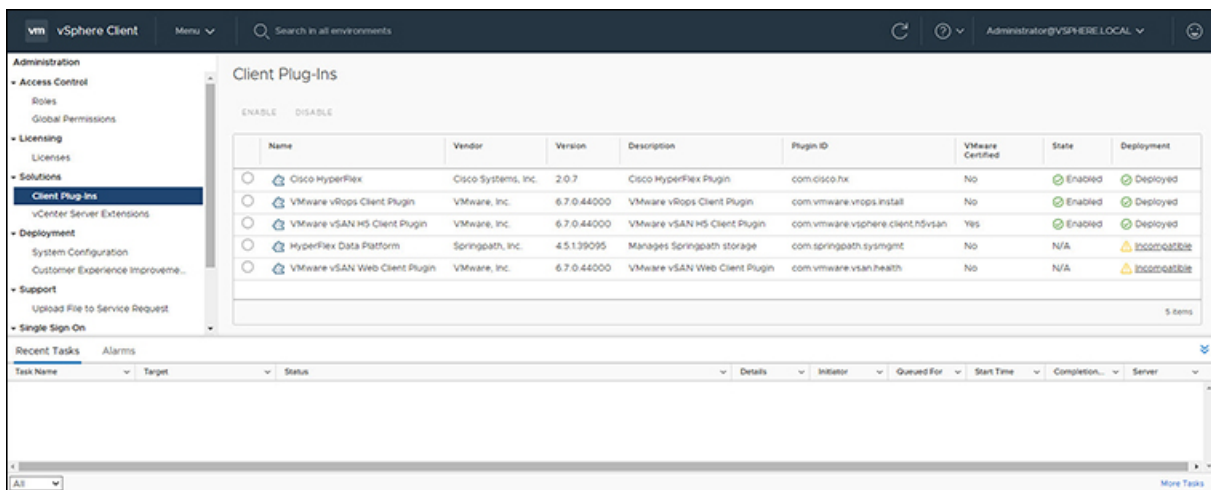 vm vSphere Client Menu Search in all environments Administrator@VSPHERE.LOCAL
Administration
Access Control
Roles
Global Permissions
Licensing
Licenses
Solutions
Client Plug-Ins
vCenter Server Extensions
Deployment
System Configuration
Customer Experience Improveme...
Support
Upload File to Service Request
Single Sign On
Client Plug-Ins
ENABLE DISABLE
Name Vendor Version Description Plugin ID VMware Certified State Deployment
Cisco HyperFlex Cisco Systems, Inc. 2.0.7 Cisco HyperFlex Plugin com.cisco.hx No Enabled Deployed
VMware vRops Client Plugin VMware, Inc. 6.7.0.44000 VMware vRops Client Plugin com.vmware.vrops.install No Enabled Deployed
VMware vSAN H5 Client Plugin VMware, Inc. 6.7.0.44000 VMware vSAN H5 Client Plugin com.vmware.vsphere.client.h5vsan Yes Enabled Deployed
HyperFlex Data Platform Springpath, Inc. 4.5.1.39095 Manages Springpath storage com.springpath.sysmgmt No N/A Incompatible
VMware vSAN Web Client Plugin VMware, Inc. 6.7.0.44000 VMware vSAN Web Client Plugin com.vmware.vsan.health No N/A Incompatible
5 items
Recent Tasks Alarms
Task Name Target Status Details Initiator Queued For Start Time Completion... Server
All More Tasks